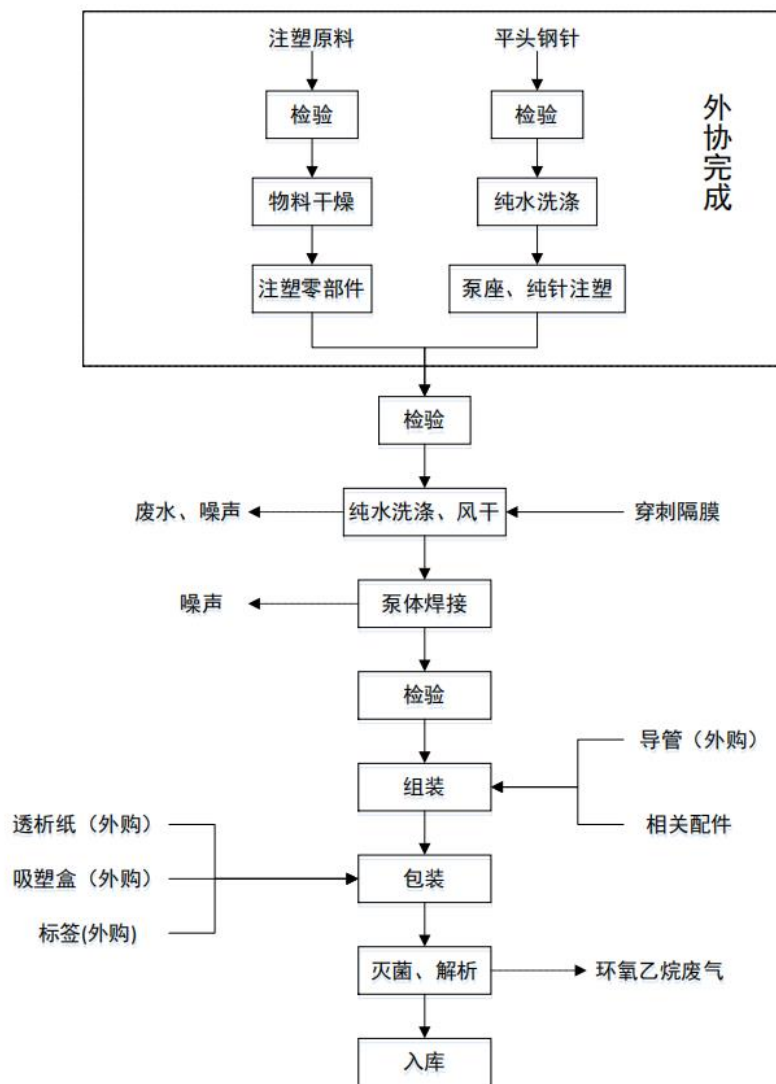 注塑原料
平头钢针
检验
检验
外协完成
物料干燥
纯水洗涤
注塑零部件
泵座、纯针注塑
检验
废水、噪声
纯水洗涤、风干
穿刺隔膜
噪声
泵体焊接
检验
导管（外购）
组装
透析纸（外购）
相关配件
吸塑盒（外购）
包装
标签(外购)
灭菌、解析
环氧乙烷废气
入库